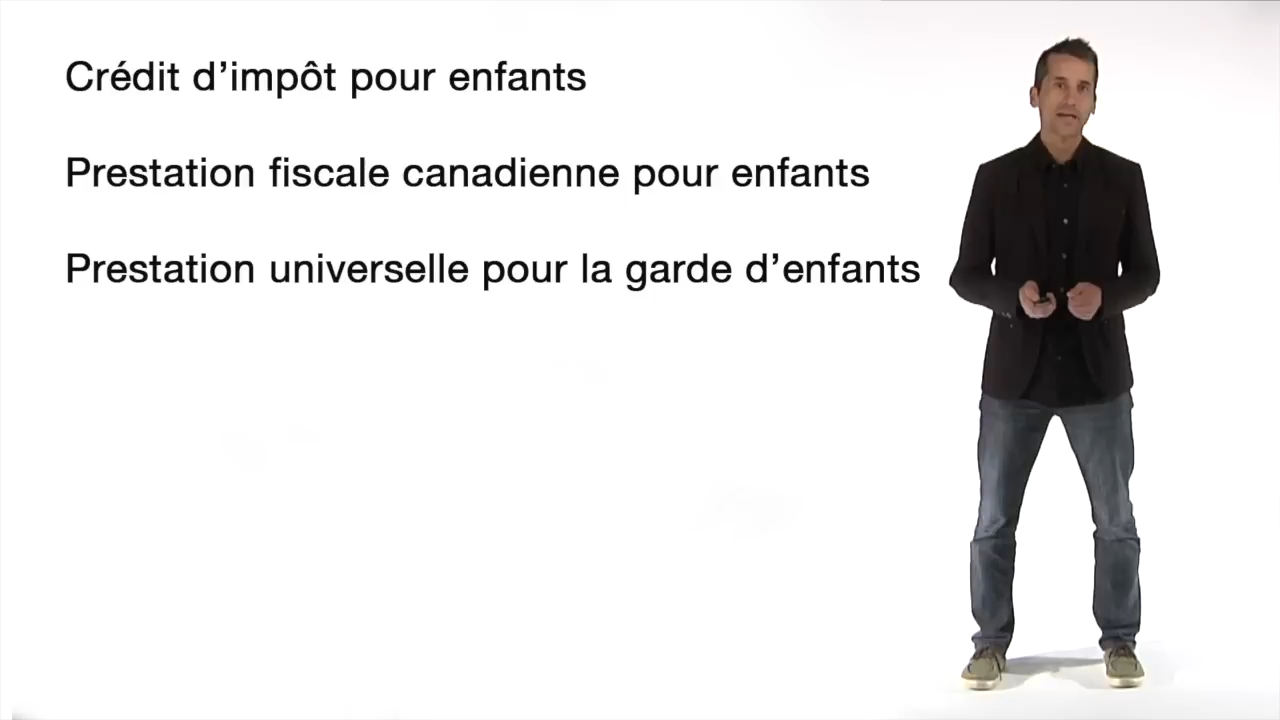 Crédit d’impôt pour enfants
Prestation fiscale canadienne pour enfants
Prestation universelle pour la garde d’enfants